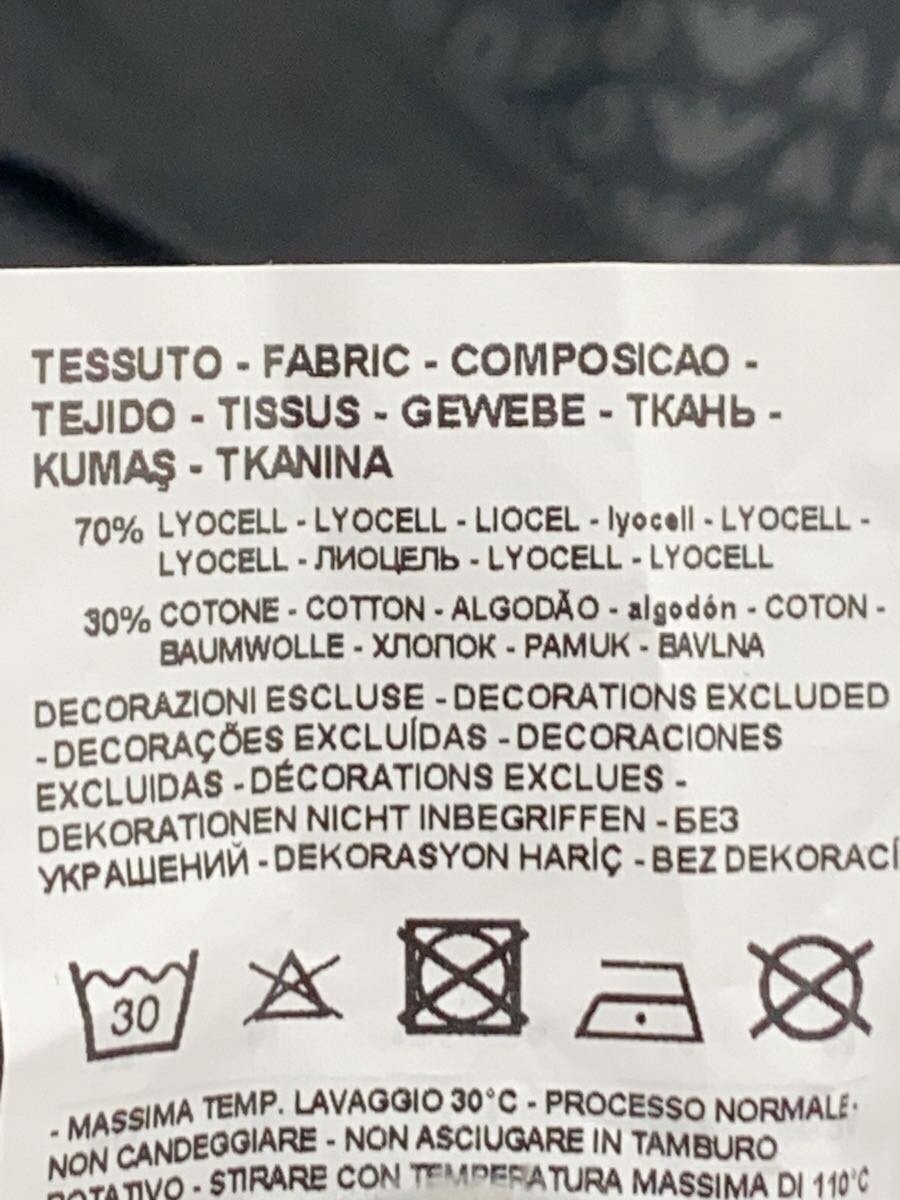 TESSUTO - FABRIC - COMPOSICAO -
TEJIDO - TISSUS - GEWEBE - ТКАНЬ -
KUMAŞ - TKANINA
70% LYOCELL - LYOCELL - LIOCEL - lyocell - LYOCELL -
LYOCELL - ЛИОЦЕЛЬ - LYOCELL - LYOCELL
30% COTONE - COTTON - ALGODÃO - algodón - COTON -
BAUMWOLLE - ХЛОПОК - PAMUK - BAVLNA
DECORAZIONI ESCLUSE - DECORATIONS EXCLUDED
- DECORAÇÕES EXCLUÍDAS - DECORACIONES
EXCLUIDAS - DÉCORATIONS EXCLUES -
DEKORATIONEN NICHT INBEGRIFFEN - БЕЗ
УКРАШЕНИЙ - DEKORASYON HARİÇ - BEZ DEKORACÍ
30
- MASSIMA TEMP. LAVAGGIO 30°C - PROCESSO NORMALE -
NON CANDEGGIARE - NON ASCIUGARE IN TAMBURO
ROTATIVO - STIRARE CON TEMPERATURA MASSIMA DI 110°C